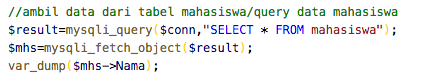 //ambil data dari tabel mahasiswa/query data mahasiswa
$result=mysqli_query($conn,"SELECT * FROM mahasiswa");
$mhs=mysqli_fetch_object($result);
var_dump($mhs->Nama);